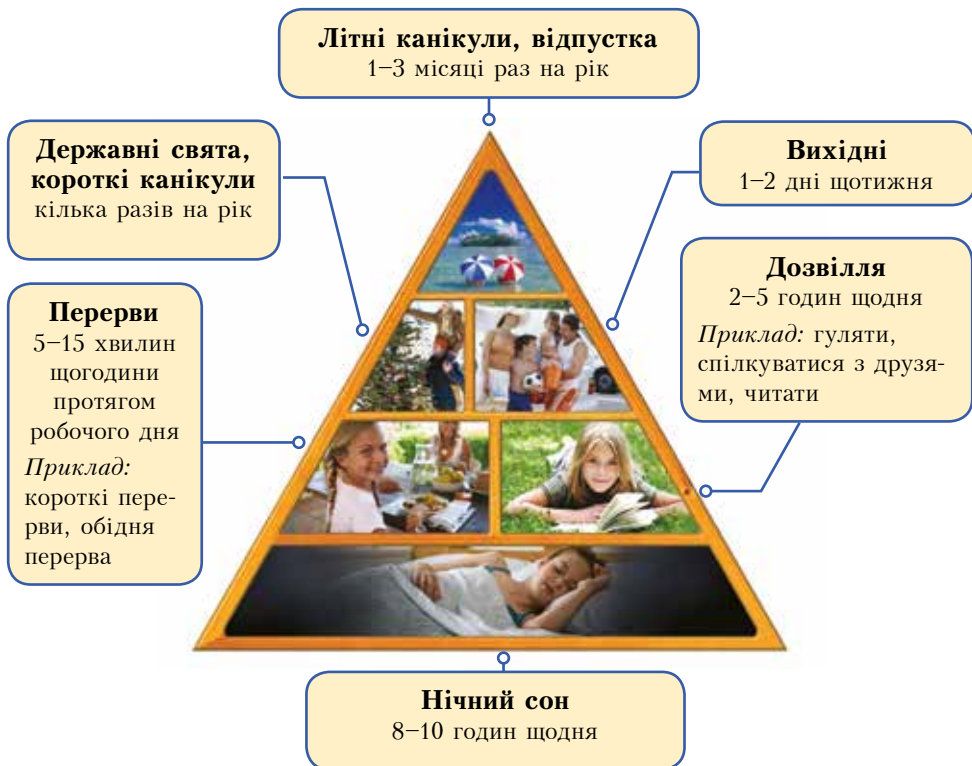 Літні канікули, відпустка
1–3 місяці раз на рік
Державні свята,
короткі канікули
кілька разів на рік
Вихідні
1–2 дні щотижня
Перерви
5–15 хвилин
щогодини
протягом
робочого дня
Приклад:
короткі пере-
рви, обідня
перерва
Дозвілля
2–5 годин щодня
Приклад: гуляти,
спілкуватися з друзя-
ми, читати
Нічний сон
8–10 годин щодня